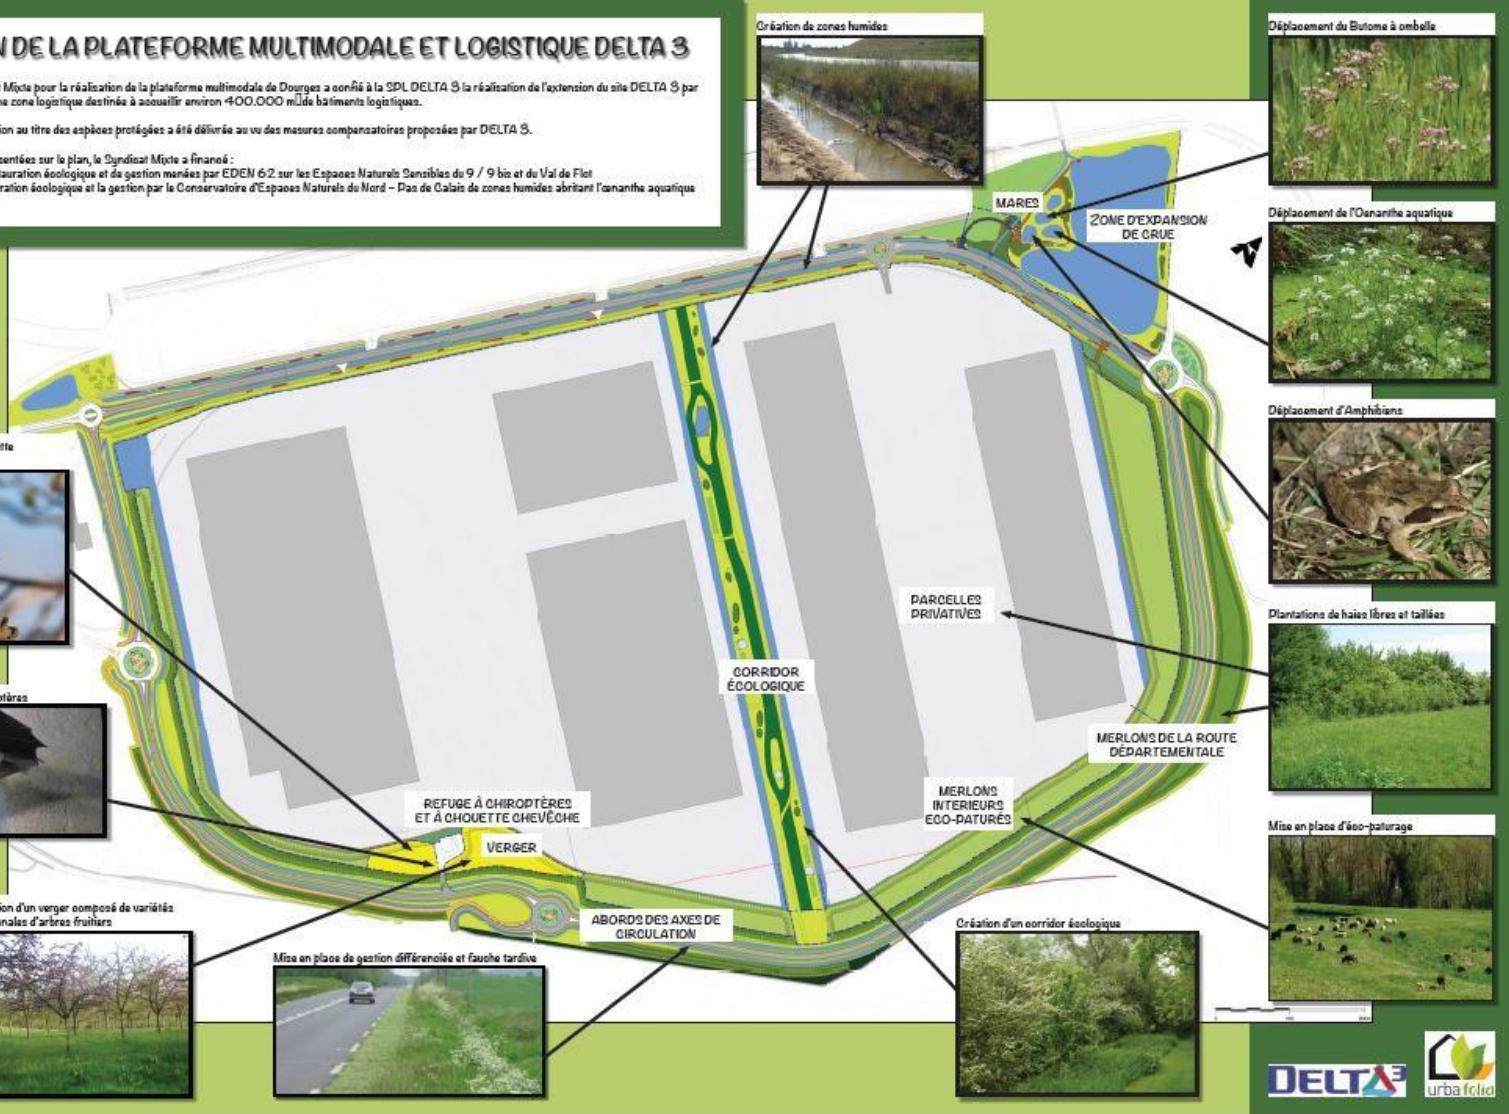 N DE LA PLATEFORME MULTIMODALE ET LOGISTIQUE DELTA 3
t Mixte pour la réalisation de la plateforme multimodale de Dourges a confié à la SPL DELTA 3 la réalisation de l'extension du site DELTA 3 par
ne zone logistique destinée à accueillir environ 400.000 m de bâtiments logistiques.
ion au titre des espèces protégées a été délivrée au vu des mesures compensatoires proposées par DELTA 3.
sentées sur le plan, le Syndicat Mixte a financé :
tauration écologique et de gestion menées par EDEN 62 sur les Espaces Naturels Sensibles du 9 / 9 bis et du Val de Flot
ration écologique et la gestion par le Conservatoire d'Espaces Naturels du Nord – Pas de Calais de zones humides abritant l'œnanthe aquatique
Création de zones humides
Déplacement du Butome à ombelle
MARES
ZONE D'EXPANSION
DE CRUE
Déplacement de l'Oenanthe aquatique
Déplacement d'Amphibiens
tte
PARCELLES
PRIVATIVES
Plantations de haies libres et taillées
CORRIDOR
ÉCOLOGIQUE
ptères
MERLONS DE LA ROUTE
DÉPARTEMENTALE
MERLONS
INTERIEURS
ECO-PATURÉS
REFUGE À CHIROPTÈRES
ET À CHOUETTE CHEVÊCHE
VERGER
Mise en place d'éco-paturage
ion d'un verger composé de variétés
nales d'arbres fruitiers
ABORDS DES AXES DE
CIRCULATION
Création d'un corridor écologique
Mise en place de gestion différenciée et fauche tardive
DELTA 3
urbafolia